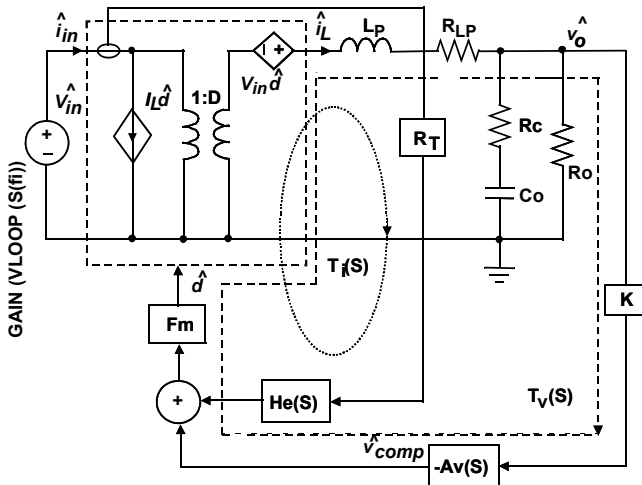 î_in
î_L
L_P
R_LP
v̂_o
V̂_in
I_L d̂
1:D
V_in d̂
+
−
R_T
Rc
Ro
Co
GAIN (VLOOP (S(fi))
T_i(S)
d̂
K
Fm
+
He(S)
T_v(S)
v̂_comp
-Av(S)